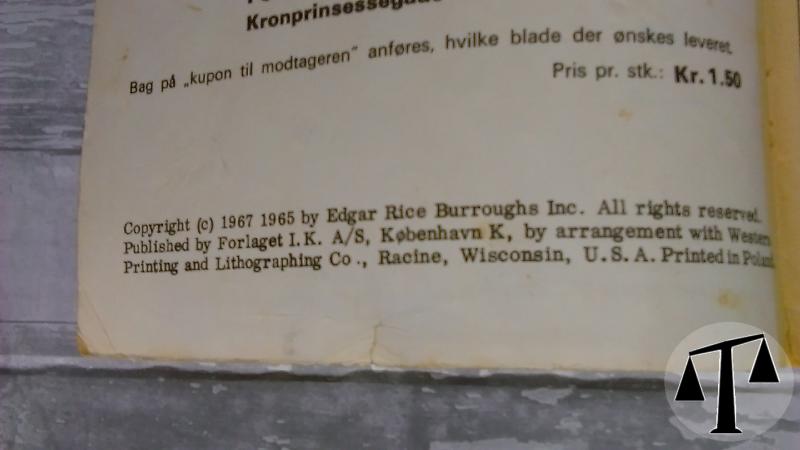 Kronprinsessegade
Bag på „kupon til modtageren” anføres, hvilke blade der ønskes leveret.
Pris pr. stk.: Kr. 1.50
Copyright (c) 1967 1965 by Edgar Rice Burroughs Inc. All rights reserved.
Published by Forlaget I.K. A/S, København K, by arrangement with Western
Printing and Lithographing Co., Racine, Wisconsin, U.S.A. Printed in Poland